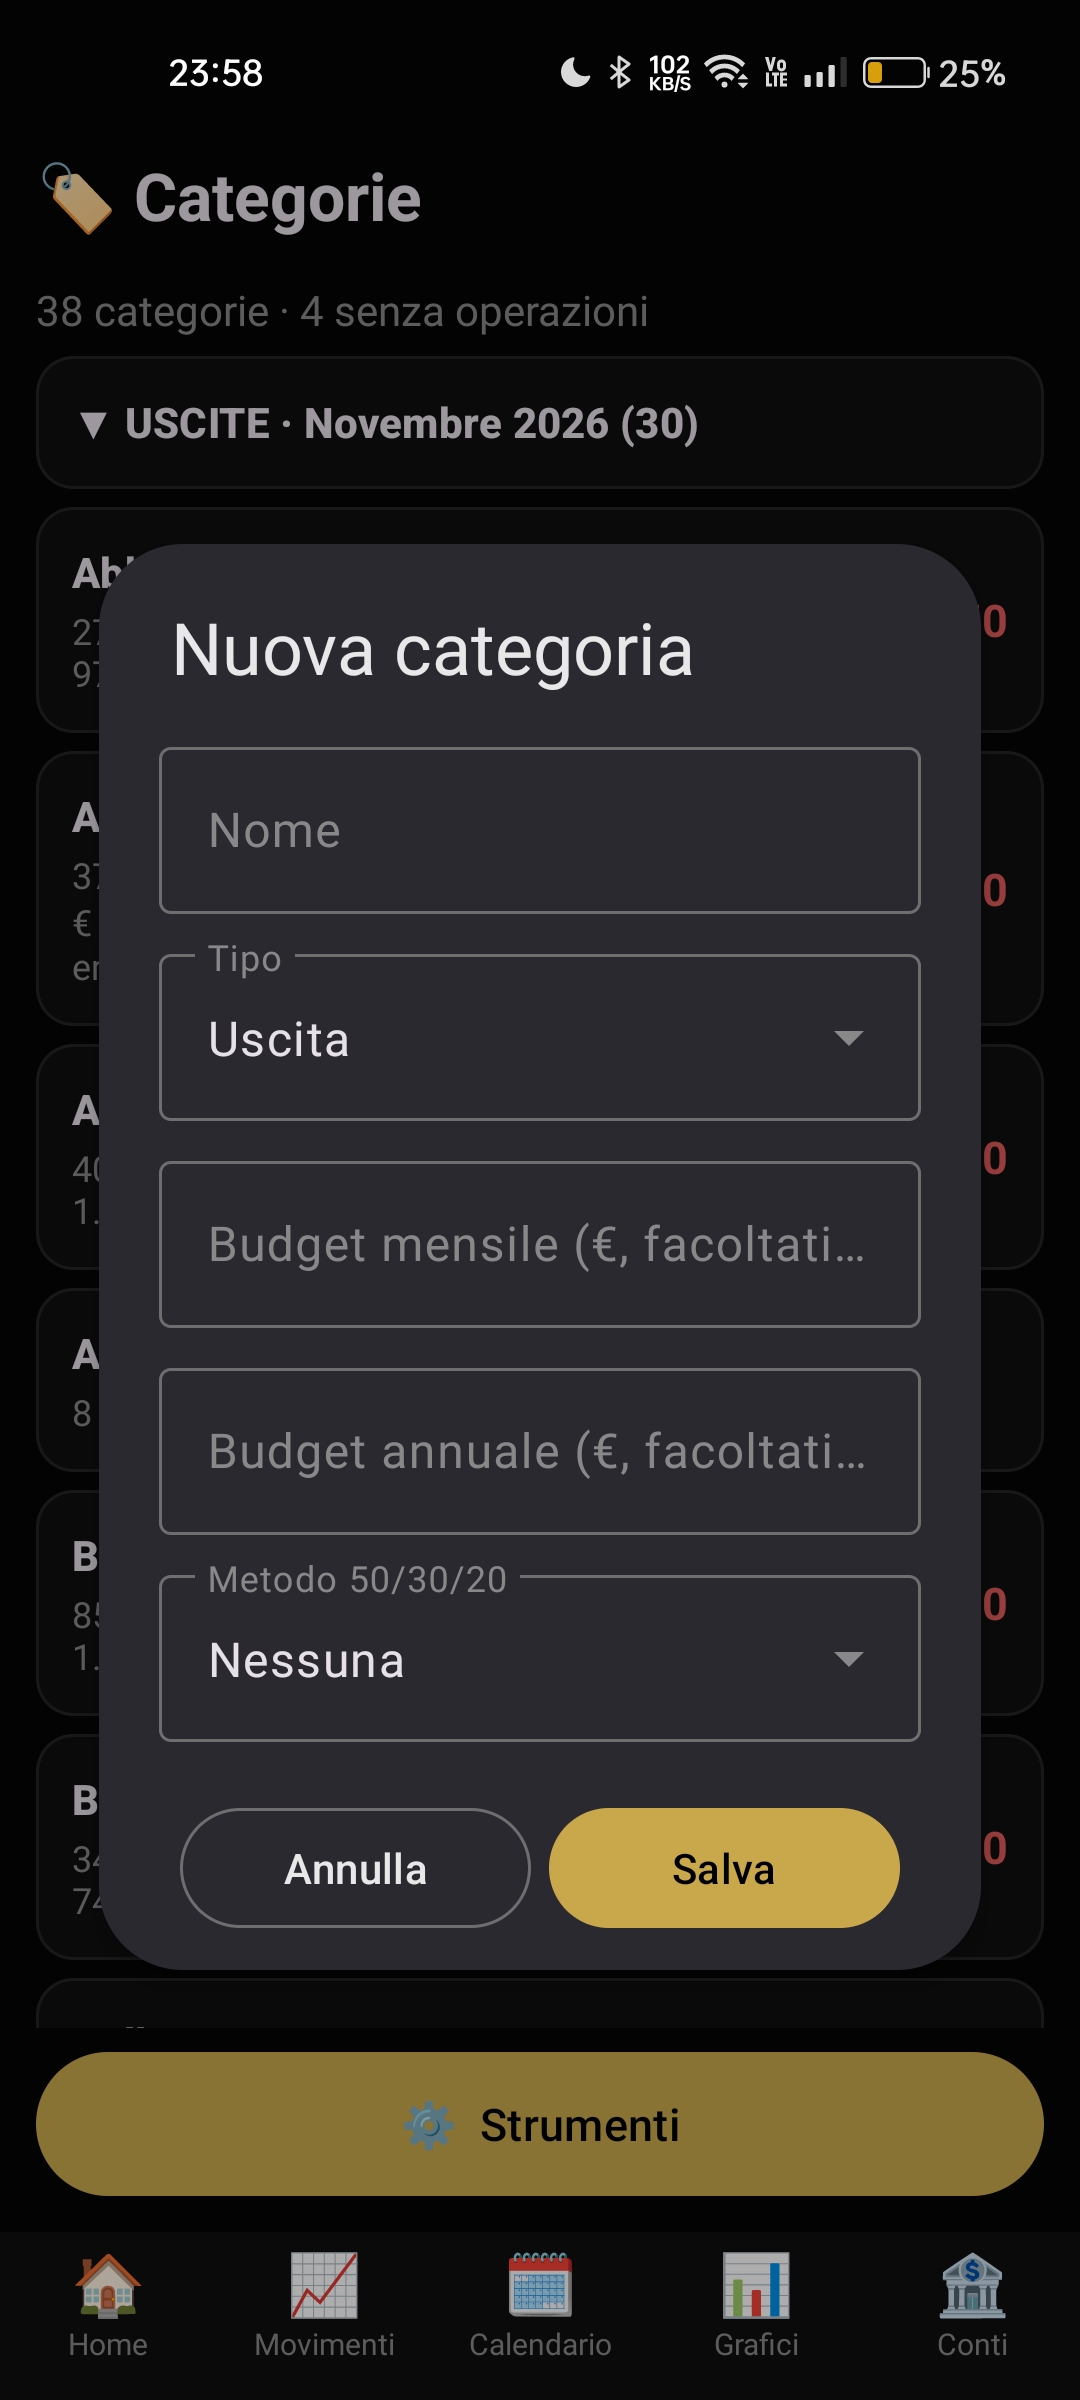 23:58
102 KB/S
Vo LTE
25%
Categorie
38 categorie · 4 senza operazioni
▼ USCITE · Novembre 2026 (30)
Nuova categoria
Nome
Tipo
Uscita
Budget mensile (€, facoltati...
Budget annuale (€, facoltati...
Metodo 50/30/20
Nessuna
Annulla
Salva
Strumenti
Home
Movimenti
Calendario
Grafici
Conti